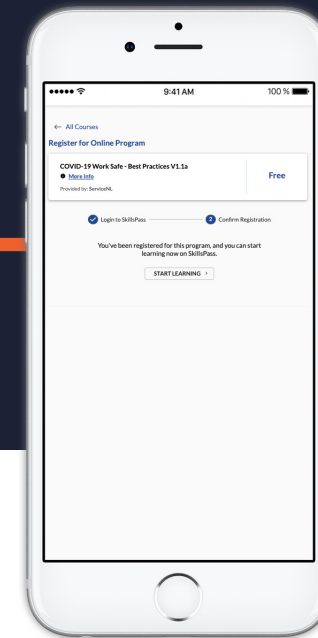 9:41 AM
100 %
← All Courses
Register for Online Program
COVID-19 Work Safe - Best Practices V1.1a
More Info
Free
Provided by: ServiceNL
Login to SkillsPass
2 Confirm Registration
You've been registered for this program, and you can start
learning now on SkillsPass.
START LEARNING >